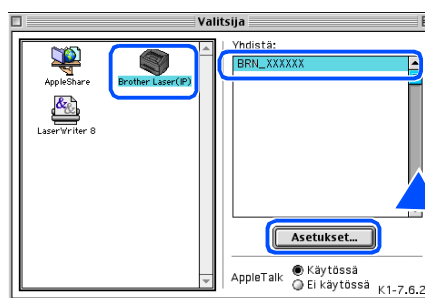 Valitsija
AppleShare
Brother Laser(IP)
LaserWriter 8
Yhdistä:
BRN_XXXXXX
Asetukset...
AppleTalk
Käytössä
Ei käytössä
K1-7.6.2